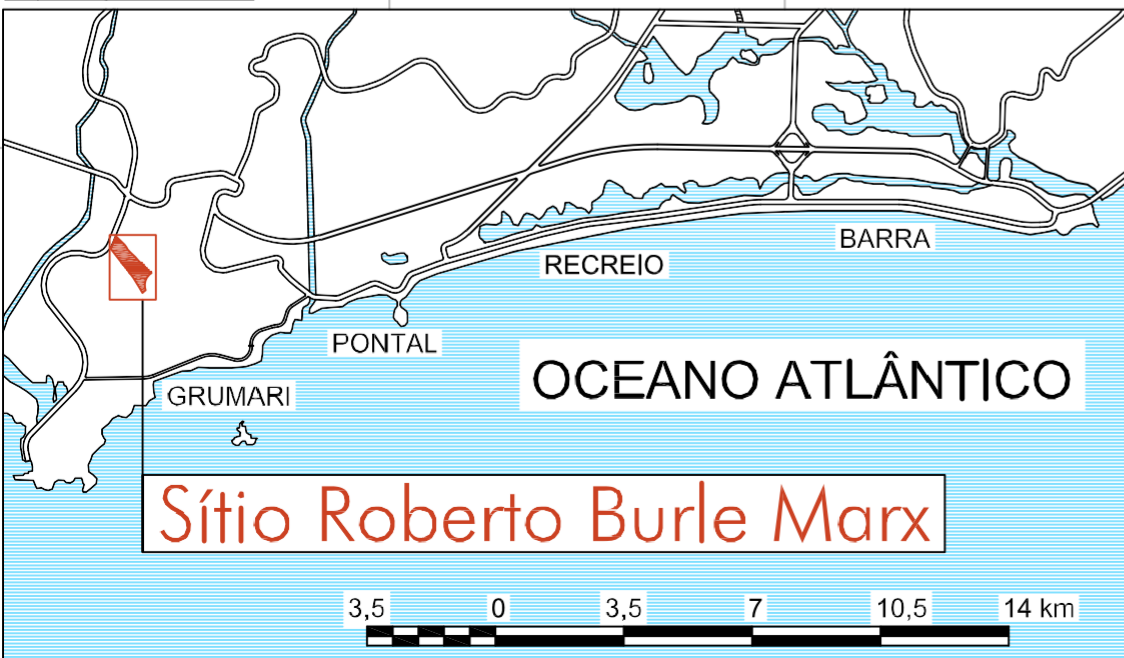 BARRA
RECREIO
PONTAL
OCEANO ATLÂNTICO
GRUMARI
Sítio Roberto Burle Marx
3,5 0 3,5 7 10,5 14 km